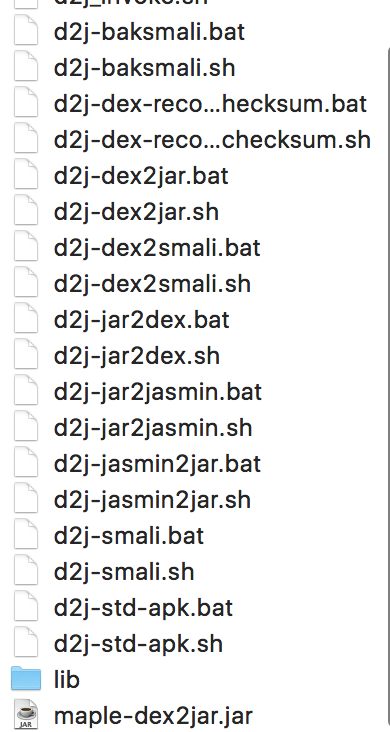 d2j_invoke.sh
d2j-baksmali.bat
d2j-baksmali.sh
d2j-dex-reco...hecksum.bat
d2j-dex-reco...checksum.sh
d2j-dex2jar.bat
d2j-dex2jar.sh
d2j-dex2smali.bat
d2j-dex2smali.sh
d2j-jar2dex.bat
d2j-jar2dex.sh
d2j-jar2jasmin.bat
d2j-jar2jasmin.sh
d2j-jasmin2jar.bat
d2j-jasmin2jar.sh
d2j-smali.bat
d2j-smali.sh
d2j-std-apk.bat
d2j-std-apk.sh
lib
JAR
maple-dex2jar.jar